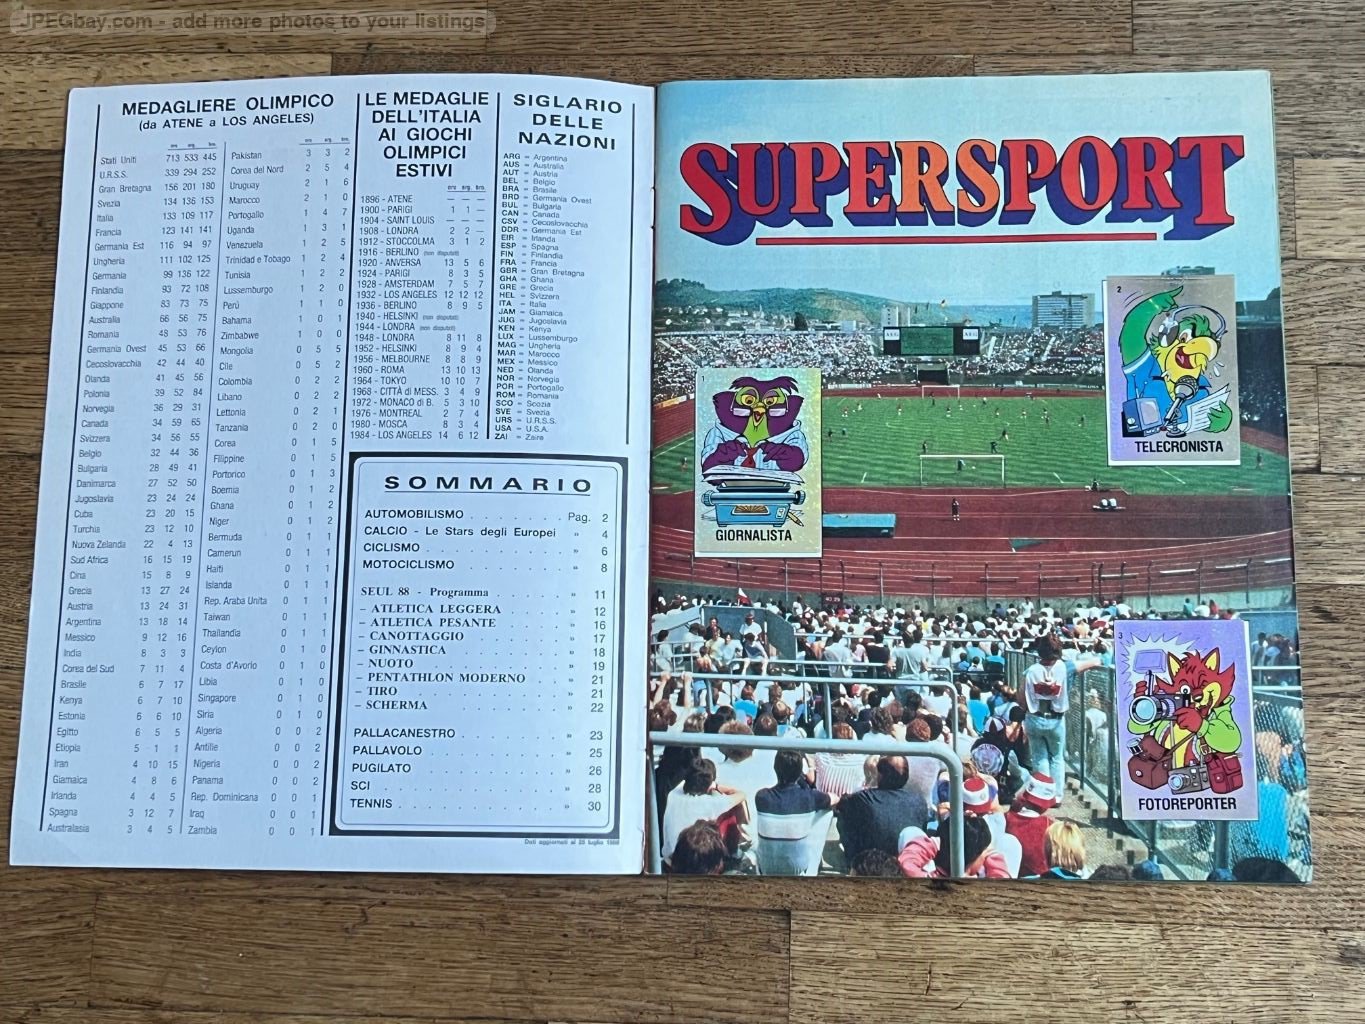 JPEGbay.com - add more photos to your listings
MEDAGLIERE OLIMPICO
(da ATENE a LOS ANGELES)
oro arg. bro.
Stati Uniti 713 533 445
U.R.S.S. 339 294 252
Gran Bretagna 156 201 180
Svezia 134 136 153
Italia 133 109 117
Francia 123 141 141
Germania Est 116 94 97
Ungheria 111 102 125
Germania 99 136 122
Finlandia 93 72 108
Giappone 83 73 75
Australia 66 56 75
Romania 48 53 76
Germania Ovest 45 53 66
Cecoslovacchia 42 44 40
Olanda 41 45 56
Polonia 39 52 84
Norvegia 36 29 31
Canada 34 59 65
Svizzera 34 56 55
Belgio 32 44 36
Bulgaria 28 49 41
Danimarca 27 52 50
Jugoslavia 23 24 24
Cuba 23 20 15
Turchia 23 12 10
Nuova Zelanda 22 4 13
Sud Africa 16 15 19
Cina 15 8 9
Grecia 13 27 24
Austria 13 24 31
Argentina 13 18 14
Messico 9 12 16
India 8 3 3
Corea del Sud 7 11 4
Brasile 6 7 17
Kenya 6 7 10
Estonia 6 6 10
Egitto 6 5 5
Etiopia 5 1 1
Iran 4 10 15
Giamaica 4 8 6
Irlanda 4 4 5
Spagna 3 12 7
Australasia 3 4 5
oro arg. bro.
Pakistan 3 3 2
Corea del Nord 2 5 4
Uruguay 2 1 6
Marocco 2 1 0
Portogallo 1 4 7
Uganda 1 3 1
Venezuela 1 2 5
Trinidad e Tobago 1 2 4
Tunisia 1 2 2
Lussemburgo 1 2 0
Perù 1 1 0
Bahama 1 0 1
Zimbabwe 1 0 0
Mongolia 0 5 5
Cile 0 5 2
Colombia 0 2 2
Libano 0 2 2
Lettonia 0 2 1
Tanzania 0 2 0
Corea 0 1 5
Filippine 0 1 5
Portorico 0 1 3
Boemia 0 1 2
Ghana 0 1 2
Niger 0 1 2
Bermuda 0 1 1
Camerun 0 1 1
Haiti 0 1 1
Islanda 0 1 1
Rep. Araba Unita 0 1 1
Taiwan 0 1 1
Thailandia 0 1 1
Ceylon 0 1 0
Costa d'Avorio 0 1 0
Libia 0 1 0
Singapore 0 1 0
Siria 0 1 0
Algeria 0 0 2
Antille 0 0 2
Nigeria 0 0 2
Panama 0 0 2
Rep. Dominicana 0 0 1
Iraq 0 0 1
Zambia 0 0 1
LE MEDAGLIE
DELL'ITALIA
AI GIOCHI
OLIMPICI
ESTIVI
oro arg. bro.
1896 - ATENE — — —
1900 - PARIGI 1 1 —
1904 - SAINT LOUIS — — —
1908 - LONDRA 2 2 —
1912 - STOCCOLMA 3 1 2
1916 - BERLINO (non disputati)
1920 - ANVERSA 13 5 6
1924 - PARIGI 8 3 5
1928 - AMSTERDAM 7 5 7
1932 - LOS ANGELES 12 12 12
1936 - BERLINO 8 9 5
1940 - HELSINKI (non disputati)
1944 - LONDRA (non disputati)
1948 - LONDRA 8 11 8
1952 - HELSINKI 8 9 4
1956 - MELBOURNE 8 8 9
1960 - ROMA 13 10 13
1964 - TOKYO 10 10 7
1968 - CITTÀ di MESS. 3 4 9
1972 - MONACO di B. 5 3 10
1976 - MONTREAL 2 7 4
1980 - MOSCA 8 3 4
1984 - LOS ANGELES 14 6 12
SIGLARIO
DELLE
NAZIONI
ARG = Argentina
AUS = Australia
AUT = Austria
BEL = Belgio
BRA = Brasile
BRD = Germania Ovest
BUL = Bulgaria
CAN = Canada
CSV = Cecoslovacchia
DDR = Germania Est
EIR = Irlanda
ESP = Spagna
FIN = Finlandia
FRA = Francia
GBR = Gran Bretagna
GHA = Ghana
GRE = Grecia
HEL = Svizzera
ITA = Italia
JAM = Giamaica
JUG = Jugoslavia
KEN = Kenya
LUX = Lussemburgo
MAG = Ungheria
MAR = Marocco
MEX = Messico
NED = Olanda
NOR = Norvegia
POR = Portogallo
ROM = Romania
SCO = Scozia
SVE = Svezia
URS = U.R.S.S.
USA = U.S.A.
ZAI = Zaire
SOMMARIO
AUTOMOBILISMO . . . . . . . Pag. 2
CALCIO - Le Stars degli Europei » 4
CICLISMO . . . . . . . . . . » 6
MOTOCICLISMO . . . . . . . . » 8
SEUL 88 - Programma . . . . . » 11
– ATLETICA LEGGERA . . . . . » 12
– ATLETICA PESANTE . . . . . » 16
– CANOTTAGGIO . . . . . . . » 17
– GINNASTICA . . . . . . . . » 18
– NUOTO . . . . . . . . . . » 19
– PENTATHLON MODERNO . . . » 21
– TIRO . . . . . . . . . . . » 21
– SCHERMA . . . . . . . . . » 22
PALLACANESTRO . . . . . . . » 23
PALLAVOLO . . . . . . . . . » 25
PUGILATO . . . . . . . . . . » 26
SCI . . . . . . . . . . . . » 28
TENNIS . . . . . . . . . . . » 30
Dati aggiornati al 25 luglio 1988
SUPERSPORT
2
TELECRONISTA
1
GIORNALISTA
3
FOTOREPORTER